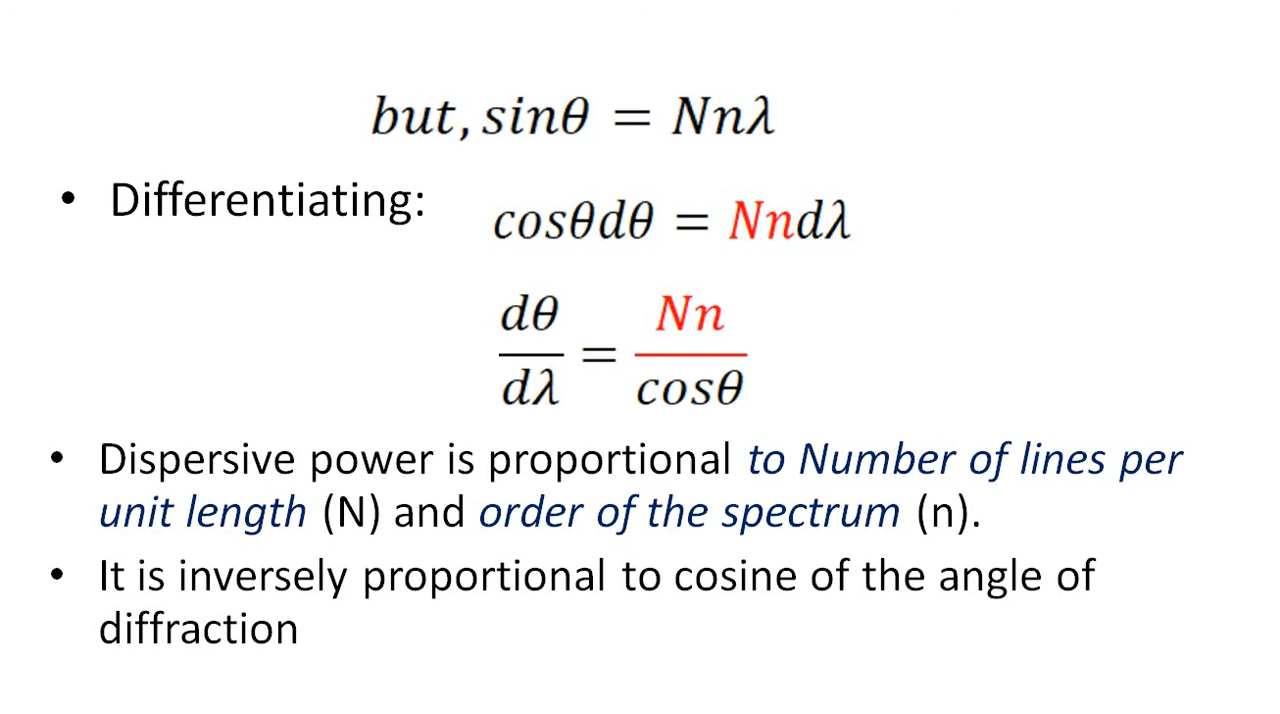 but, sinθ = Nnλ
• Differentiating:
cosθdθ = Nndλ
dθ/dλ = Nn/cosθ
• Dispersive power is proportional to Number of lines per
unit length (N) and order of the spectrum (n).
• It is inversely proportional to cosine of the angle of
diffraction